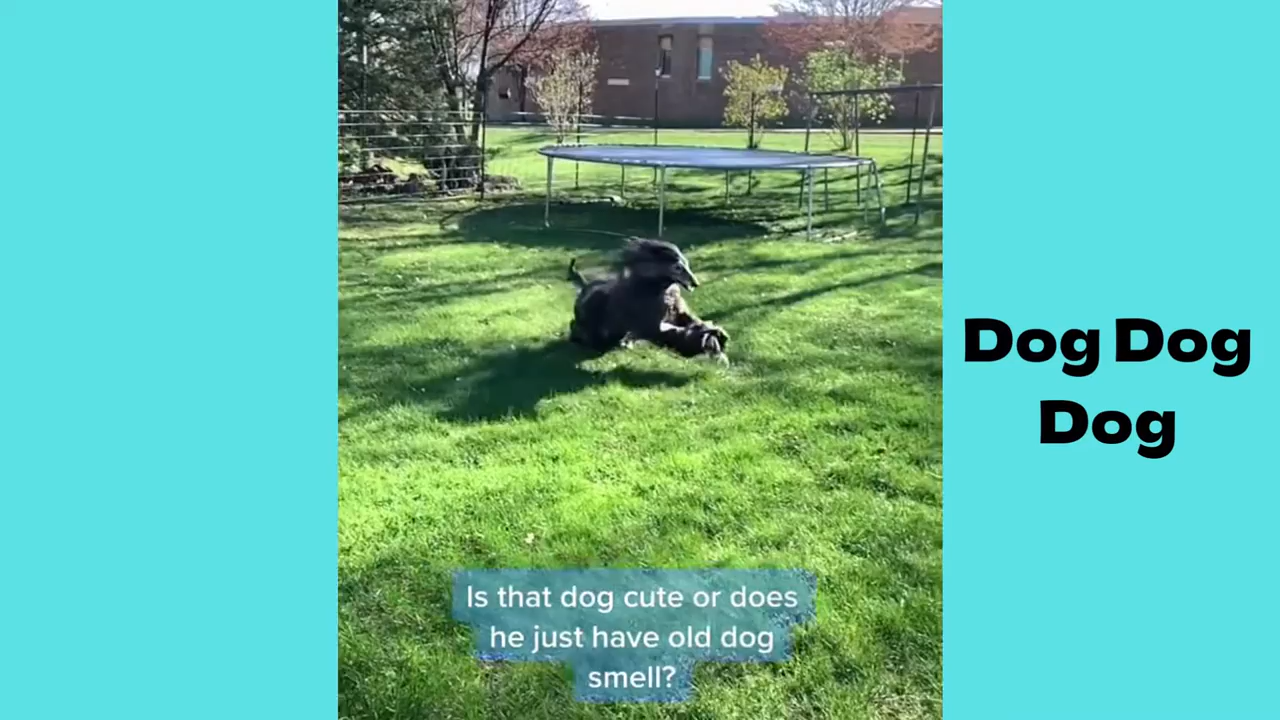 Dog Dog
Dog
Is that dog cute or does
he just have old dog
smell?